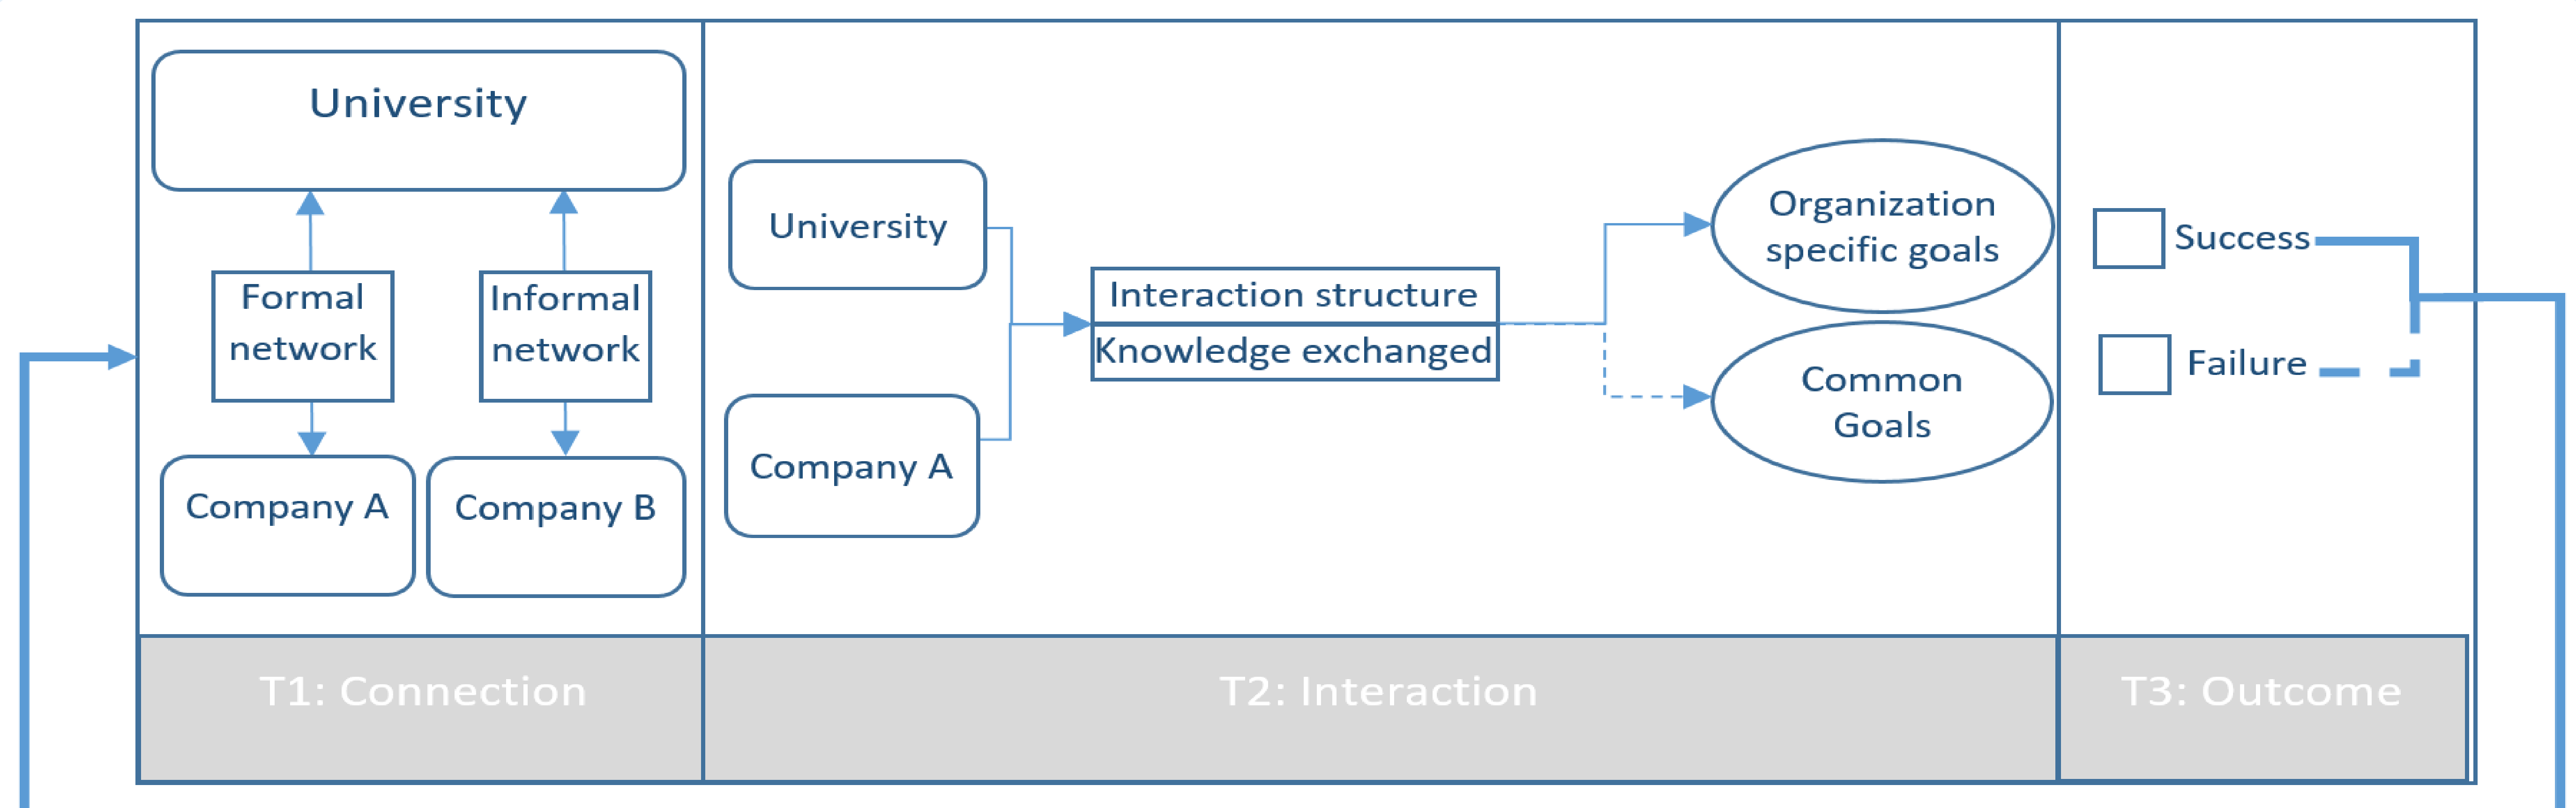 University
Formal
network
Informal
network
Company A
Company B
University
Company A
Interaction structure
Knowledge exchanged
Organization
specific goals
Common
Goals
Success
Failure
T1: Connection
T2: Interaction
T3: Outcome